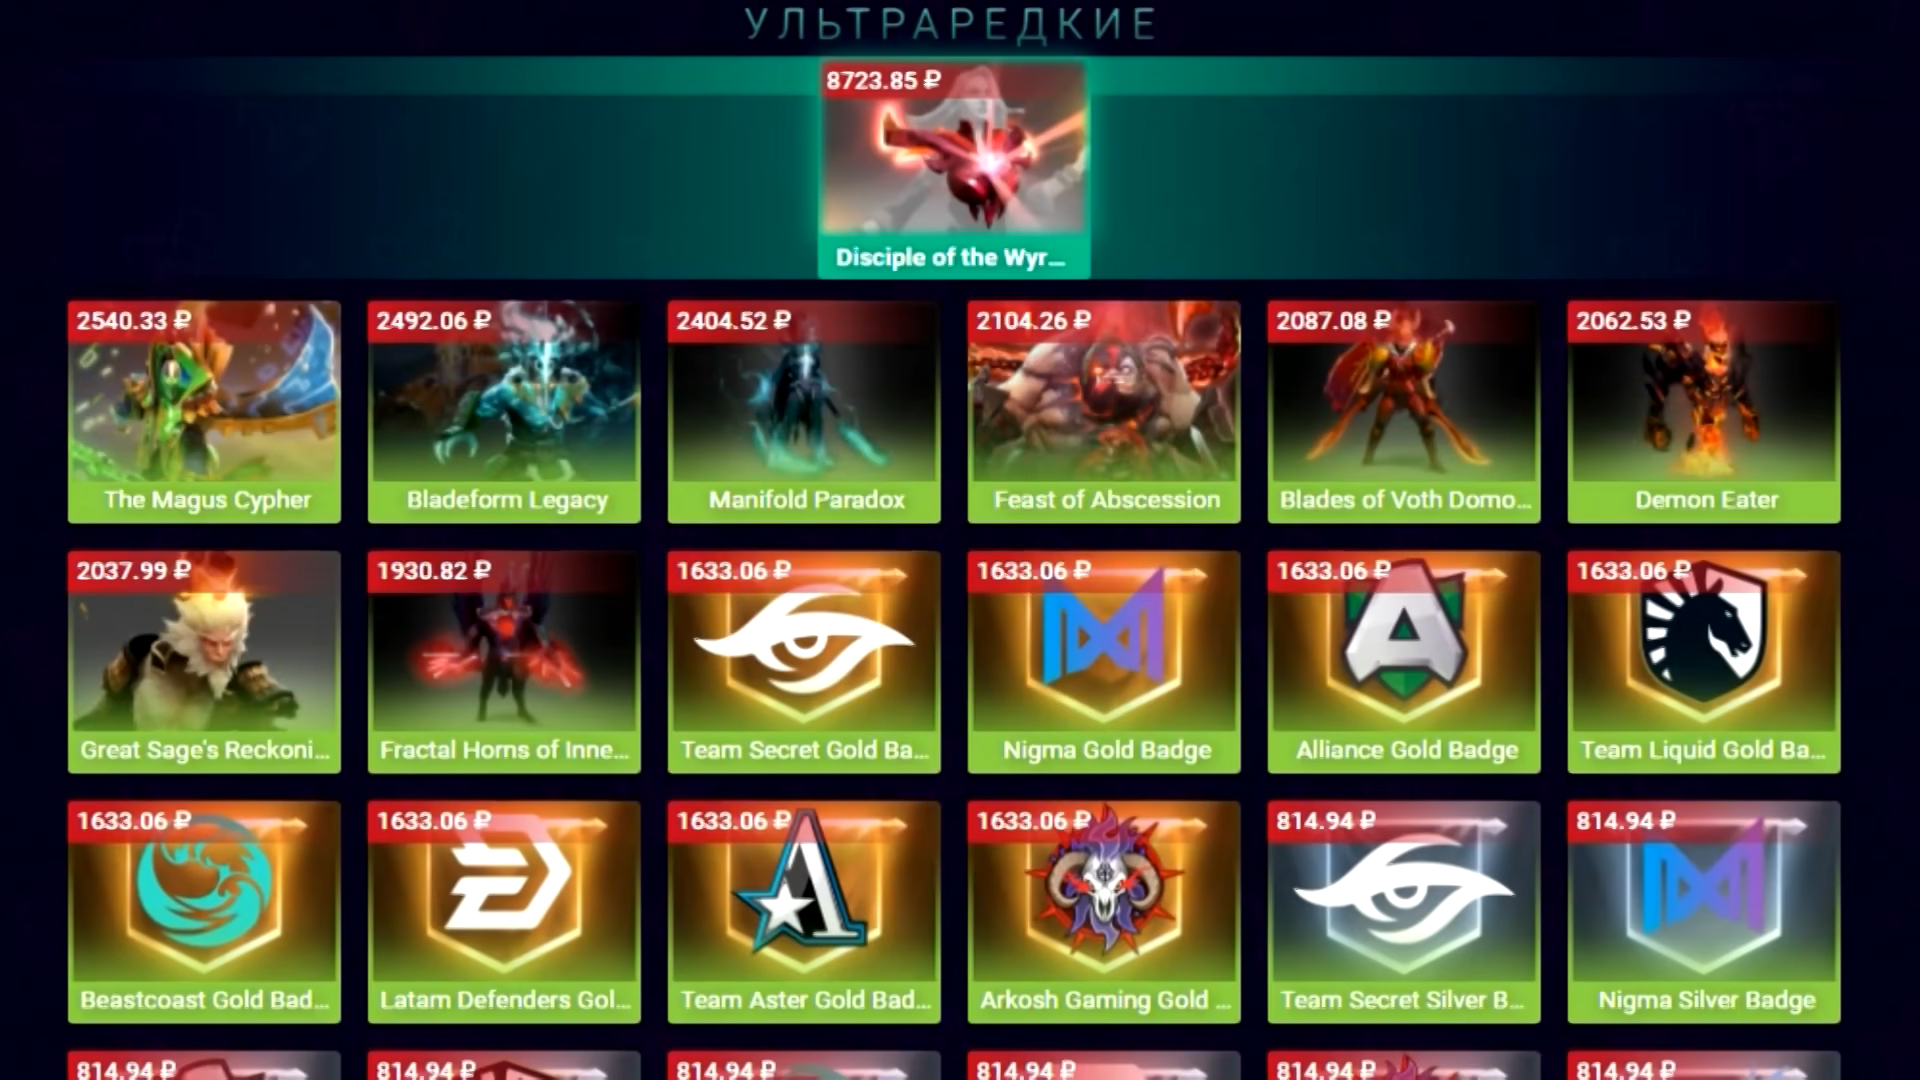 УЛЬТРАРЕДКИЕ
8723.85 ₽
Disciple of the Wyr...
2540.33 ₽
The Magus Cypher
2492.06 ₽
Bladeform Legacy
2404.52 ₽
Manifold Paradox
2104.26 ₽
Feast of Abscession
2087.08 ₽
Blades of Voth Domo...
2062.53 ₽
Demon Eater
2037.99 ₽
Great Sage's Reckoni...
1930.82 ₽
Fractal Horns of Inne...
1633.06 ₽
Team Secret Gold Ba...
1633.06 ₽
Nigma Gold Badge
1633.06 ₽
Alliance Gold Badge
1633.06 ₽
Team Liquid Gold Ba...
1633.06 ₽
Beastcoast Gold Bad...
1633.06 ₽
Latam Defenders Gol...
1633.06 ₽
Team Aster Gold Bad...
1633.06 ₽
Arkosh Gaming Gold ...
814.94 ₽
Team Secret Silver B...
814.94 ₽
Nigma Silver Badge
814.94 ₽
814.94 ₽
814.94 ₽
814.94 ₽
814.94 ₽
814.94 ₽